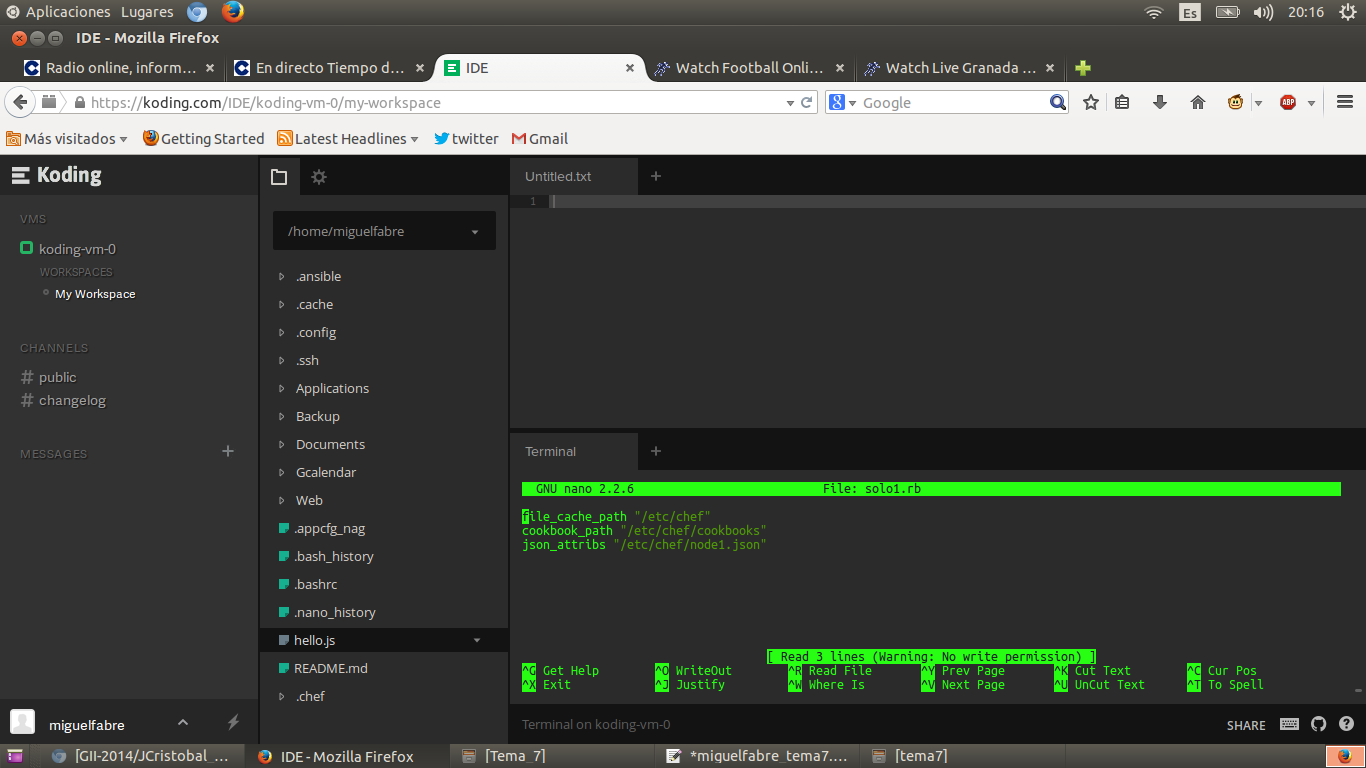 Aplicaciones Lugares Es 20:16
IDE - Mozilla Firefox
Radio online, inform... En directo Tiempo d... IDE Watch Football Onli... Watch Live Granada ...
https://koding.com/IDE/koding-vm-0/my-workspace Google ABP
Más visitados Getting Started Latest Headlines twitter Gmail
Koding
VMS
koding-vm-0
WORKSPACES
My Workspace
CHANNELS
# public
# changelog
MESSAGES +
miguelfabre
/home/miguelfabre
.ansible
.cache
.config
.ssh
Applications
Backup
Documents
Gcalendar
Web
.appcfg_nag
.bash_history
.bashrc
.nano_history
hello.js
README.md
.chef
Untitled.txt +
1
Terminal +
GNU nano 2.2.6 File: solo1.rb
file_cache_path "/etc/chef"
cookbook_path "/etc/chef/cookbooks"
json_attribs "/etc/chef/node1.json"
[ Read 3 lines (Warning: No write permission) ]
^G Get Help ^O WriteOut ^R Read File ^Y Prev Page ^K Cut Text ^C Cur Pos
^X Exit ^J Justify ^W Where Is ^V Next Page ^U UnCut Text ^T To Spell
Terminal on koding-vm-0 SHARE
[GII-2014/JCristobal_... IDE - Mozilla Firefox [Tema_7] *miguelfabre_tema7.... [tema7]